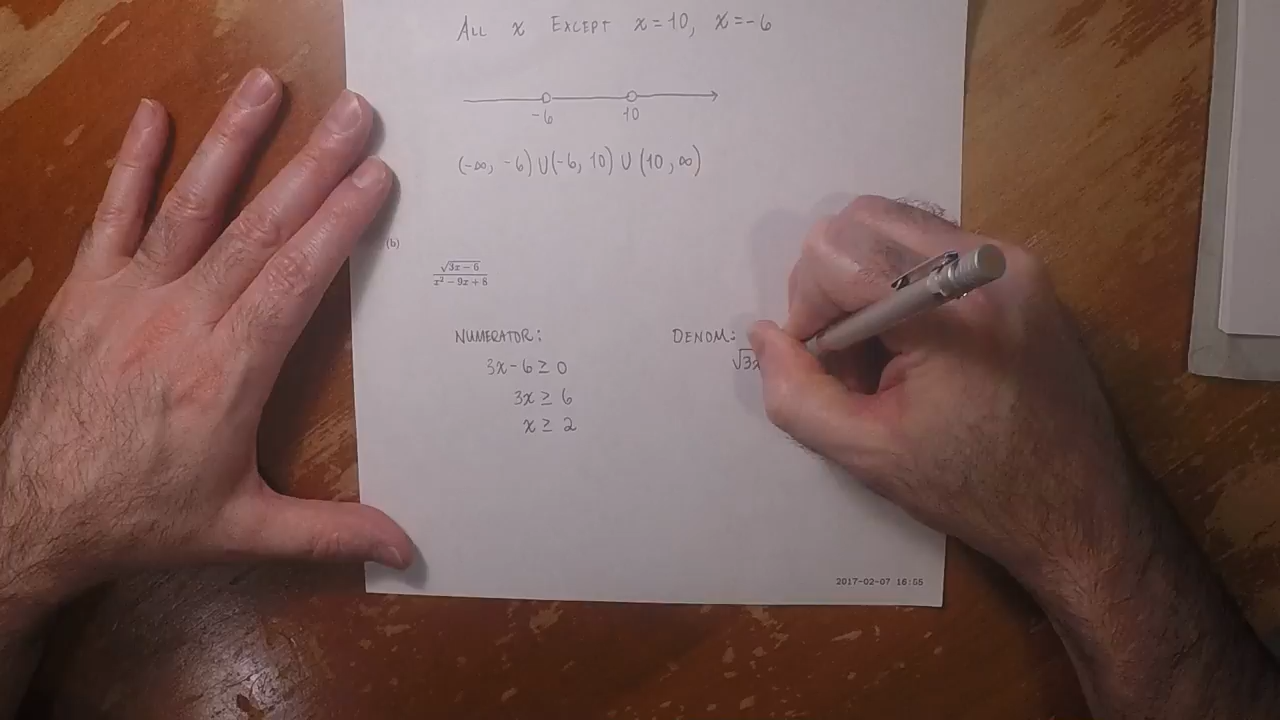 ALL x EXCEPT x = 10, x = -6
-6 10
(-∞, -6) ∪ (-6, 10) ∪ (10, ∞)
(b)
√(3x − 6)
x² − 9x + 8
NUMERATOR: DENOM:
3x - 6 ≥ 0 √3x
3x ≥ 6
x ≥ 2
2017-02-07 16:55